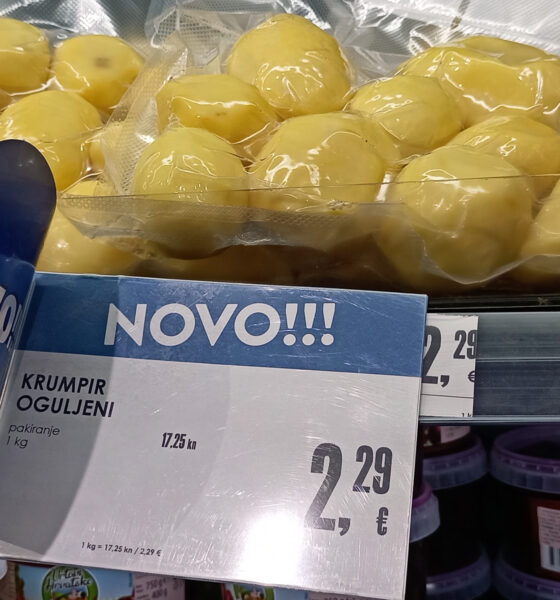 NOVO!!!
KRUMPIR
OGULJENI
pakiranje
1 kg
17.25 kn
2,29 €
1 kg = 17,25 kn / 2,29 €
2,29 €